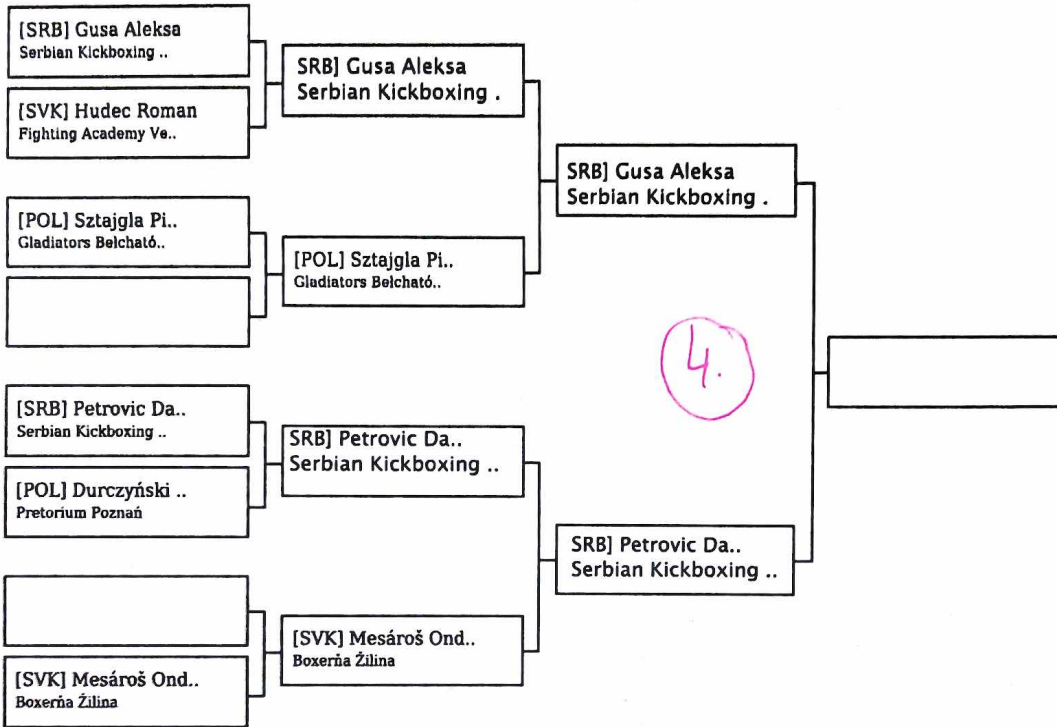 [SRB] Gusa Aleksa
Serbian Kickboxing ..
[SVK] Hudec Roman
Fighting Academy Ve..
[POL] Sztajgla Pi..
Gladiators Bełcható..
[SRB] Petrovic Da..
Serbian Kickboxing ..
[POL] Durczyński ..
Pretorium Poznań
[SVK] Mesároš Ond..
Boxerňa Žilina
SRB] Gusa Aleksa
Serbian Kickboxing .
[POL] Sztajgla Pi..
Gladiators Bełcható..
SRB] Petrovic Da..
Serbian Kickboxing ..
[SVK] Mesároš Ond..
Boxerňa Žilina
SRB] Gusa Aleksa
Serbian Kickboxing .
4.
SRB] Petrovic Da..
Serbian Kickboxing ..